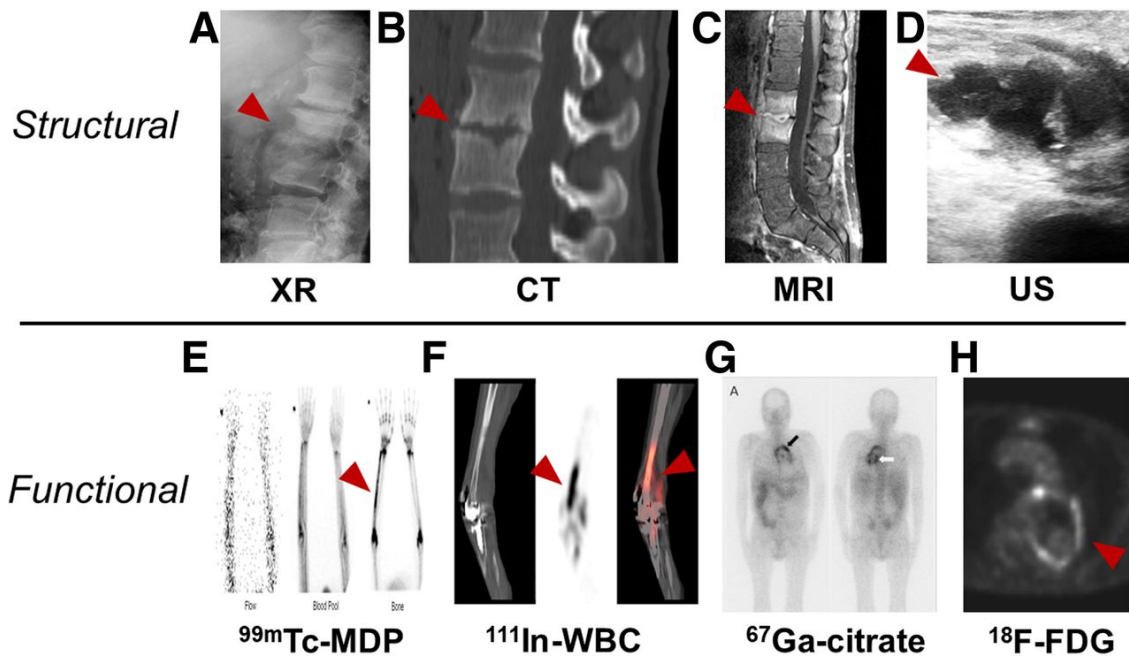 A
B
C
D
Structural
XR
CT
MRI
US
E
F
G
H
A
Functional
Flow
Blood Pool
Bone
99mTc-MDP
111In-WBC
67Ga-citrate
18F-FDG